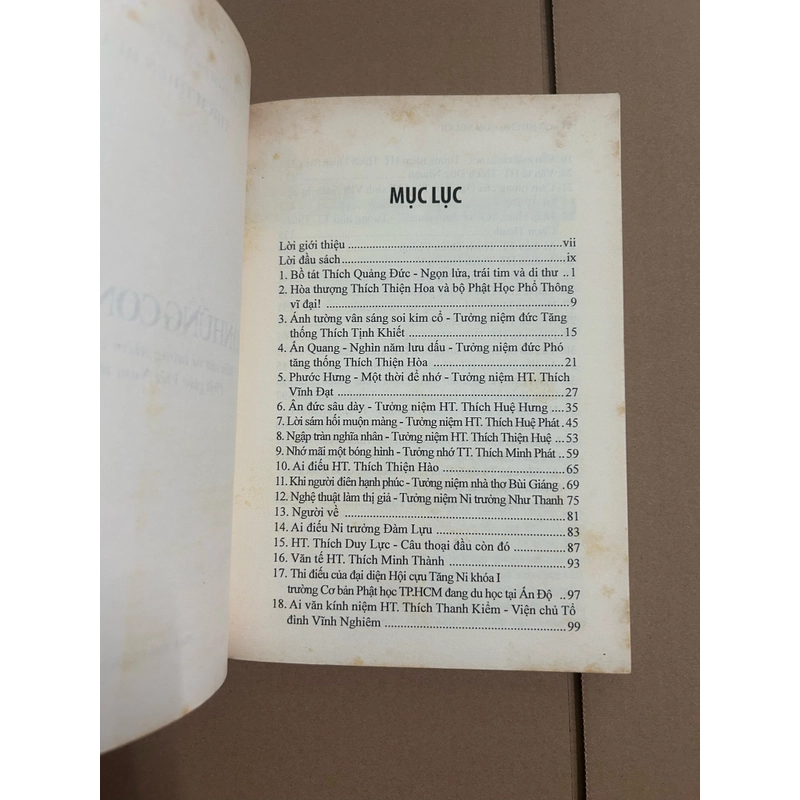 NHỮNG CON
MỤC LỤC
Lời giới thiệu ........................................................ vii
Lời đầu sách ........................................................ ix
1. Bồ tát Thích Quảng Đức - Ngọn lửa, trái tim và di thư .. 1
2. Hòa thượng Thích Thiện Hoa và bộ Phật Học Phổ Thông
vĩ đại! ........................................................ 9
3. Ánh tường vân sáng soi kim cổ - Tưởng niệm đức Tăng
thống Thích Tịnh Khiết ........................................ 15
4. Ấn Quang - Nghìn năm lưu dấu - Tưởng niệm đức Phó
tăng thống Thích Thiện Hòa .................................. 21
5. Phước Hưng - Một thời để nhớ - Tưởng niệm HT. Thích
Vĩnh Đạt ........................................................ 27
6. Ân đức sâu dày - Tưởng niệm HT. Thích Huệ Hưng .... 35
7. Lời sám hối muộn màng - Tưởng niệm HT. Thích Huệ Phát . 45
8. Ngập tràn nghĩa nhân - Tưởng niệm HT. Thích Thiện Huệ .. 53
9. Nhớ mãi một bóng hình - Tưởng nhớ TT. Thích Minh Phát . 59
10. Ai điếu HT. Thích Thiện Hào .................................. 65
11. Khi người điên hạnh phúc - Tưởng niệm nhà thơ Bùi Giáng . 69
12. Nghệ thuật làm thị giả - Tưởng niệm Ni trưởng Như Thanh 75
13. Người về ........................................................ 81
14. Ai điếu Ni trưởng Đàm Lựu .................................. 83
15. HT. Thích Duy Lực - Câu thoại đầu còn đó ................ 87
16. Văn tế HT. Thích Minh Thành .................................. 93
17. Thi điếu của đại diện Hội cựu Tăng Ni khóa I
trường Cơ bản Phật học TP.HCM đang du học tại Ấn Độ .. 97
18. Ai văn kính niệm HT. Thích Thanh Kiểm - Viện chủ Tổ
đình Vĩnh Nghiêm ............................................. 99